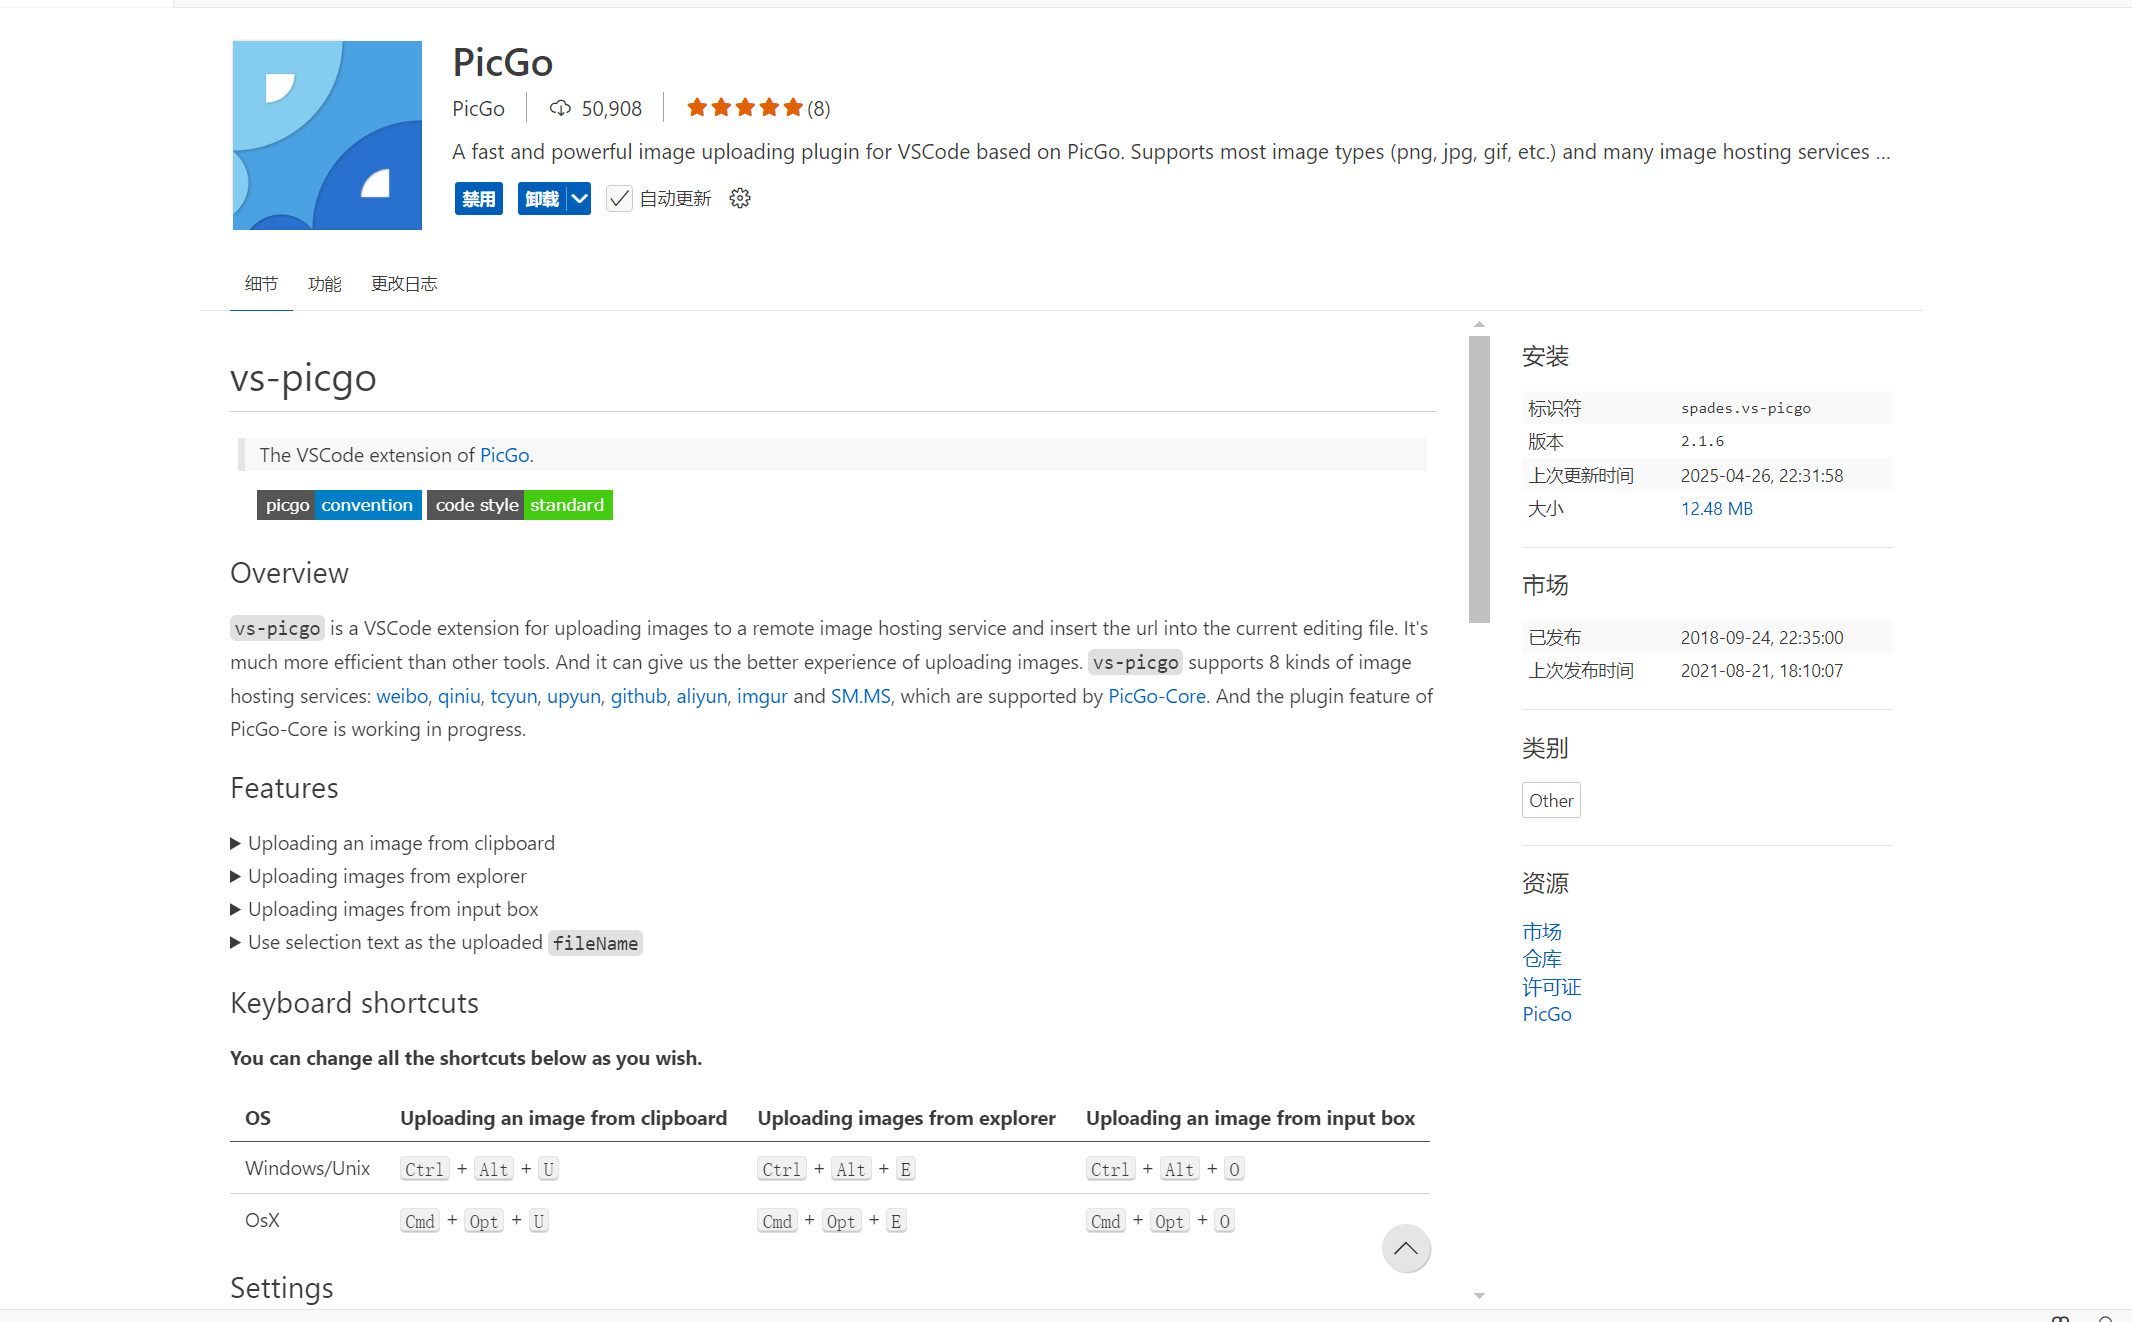 PicGo
PicGo 50,908 (8)
A fast and powerful image uploading plugin for VSCode based on PicGo. Supports most image types (png, jpg, gif, etc.) and many image hosting services ...
禁用 卸载 自动更新
细节 功能 更改日志
vs-picgo
The VSCode extension of PicGo.
picgo convention code style standard
Overview
vs-picgo is a VSCode extension for uploading images to a remote image hosting service and insert the url into the current editing file. It's
much more efficient than other tools. And it can give us the better experience of uploading images. vs-picgo supports 8 kinds of image
hosting services: weibo, qiniu, tcyun, upyun, github, aliyun, imgur and SM.MS, which are supported by PicGo-Core. And the plugin feature of
PicGo-Core is working in progress.
Features
Uploading an image from clipboard
Uploading images from explorer
Uploading images from input box
Use selection text as the uploaded fileName
Keyboard shortcuts
You can change all the shortcuts below as you wish.
OS Uploading an image from clipboard Uploading images from explorer Uploading an image from input box
Windows/Unix Ctrl + Alt + U Ctrl + Alt + E Ctrl + Alt + O
OsX Cmd + Opt + U Cmd + Opt + E Cmd + Opt + O
Settings
安装
标识符 spades.vs-picgo
版本 2.1.6
上次更新时间 2025-04-26, 22:31:58
大小 12.48 MB
市场
已发布 2018-09-24, 22:35:00
上次发布时间 2021-08-21, 18:10:07
类别
Other
资源
市场
仓库
许可证
PicGo